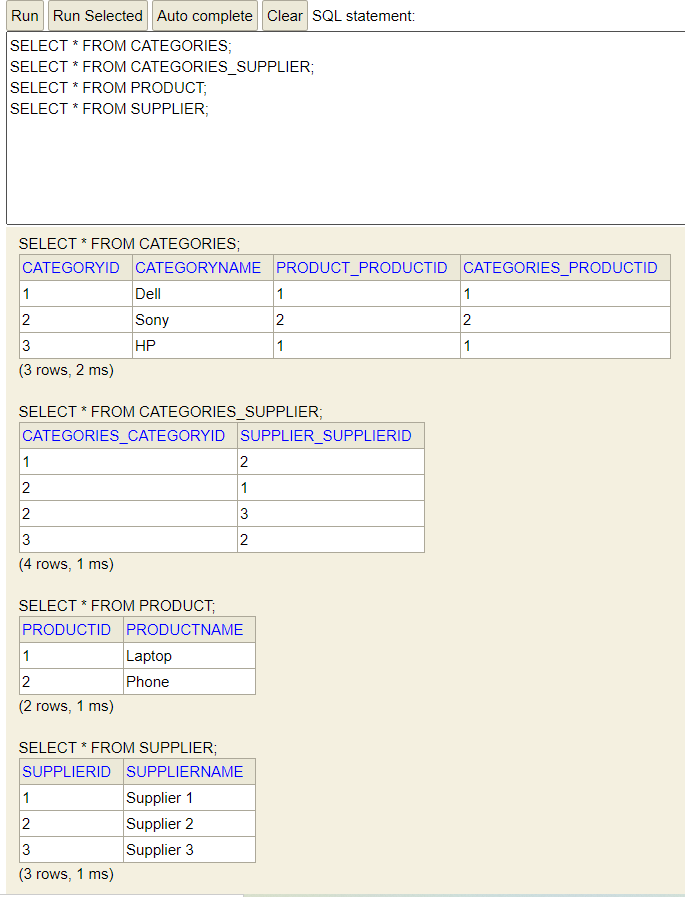 Run Run Selected Auto complete Clear SQL statement:
SELECT * FROM CATEGORIES;
SELECT * FROM CATEGORIES_SUPPLIER;
SELECT * FROM PRODUCT;
SELECT * FROM SUPPLIER;
SELECT * FROM CATEGORIES;
CATEGORYID CATEGORYNAME PRODUCT_PRODUCTID CATEGORIES_PRODUCTID
1 Dell 1 1
2 Sony 2 2
3 HP 1 1
(3 rows, 2 ms)
SELECT * FROM CATEGORIES_SUPPLIER;
CATEGORIES_CATEGORYID SUPPLIER_SUPPLIERID
1 2
2 1
2 3
3 2
(4 rows, 1 ms)
SELECT * FROM PRODUCT;
PRODUCTID PRODUCTNAME
1 Laptop
2 Phone
(2 rows, 1 ms)
SELECT * FROM SUPPLIER;
SUPPLIERID SUPPLIERNAME
1 Supplier 1
2 Supplier 2
3 Supplier 3
(3 rows, 1 ms)